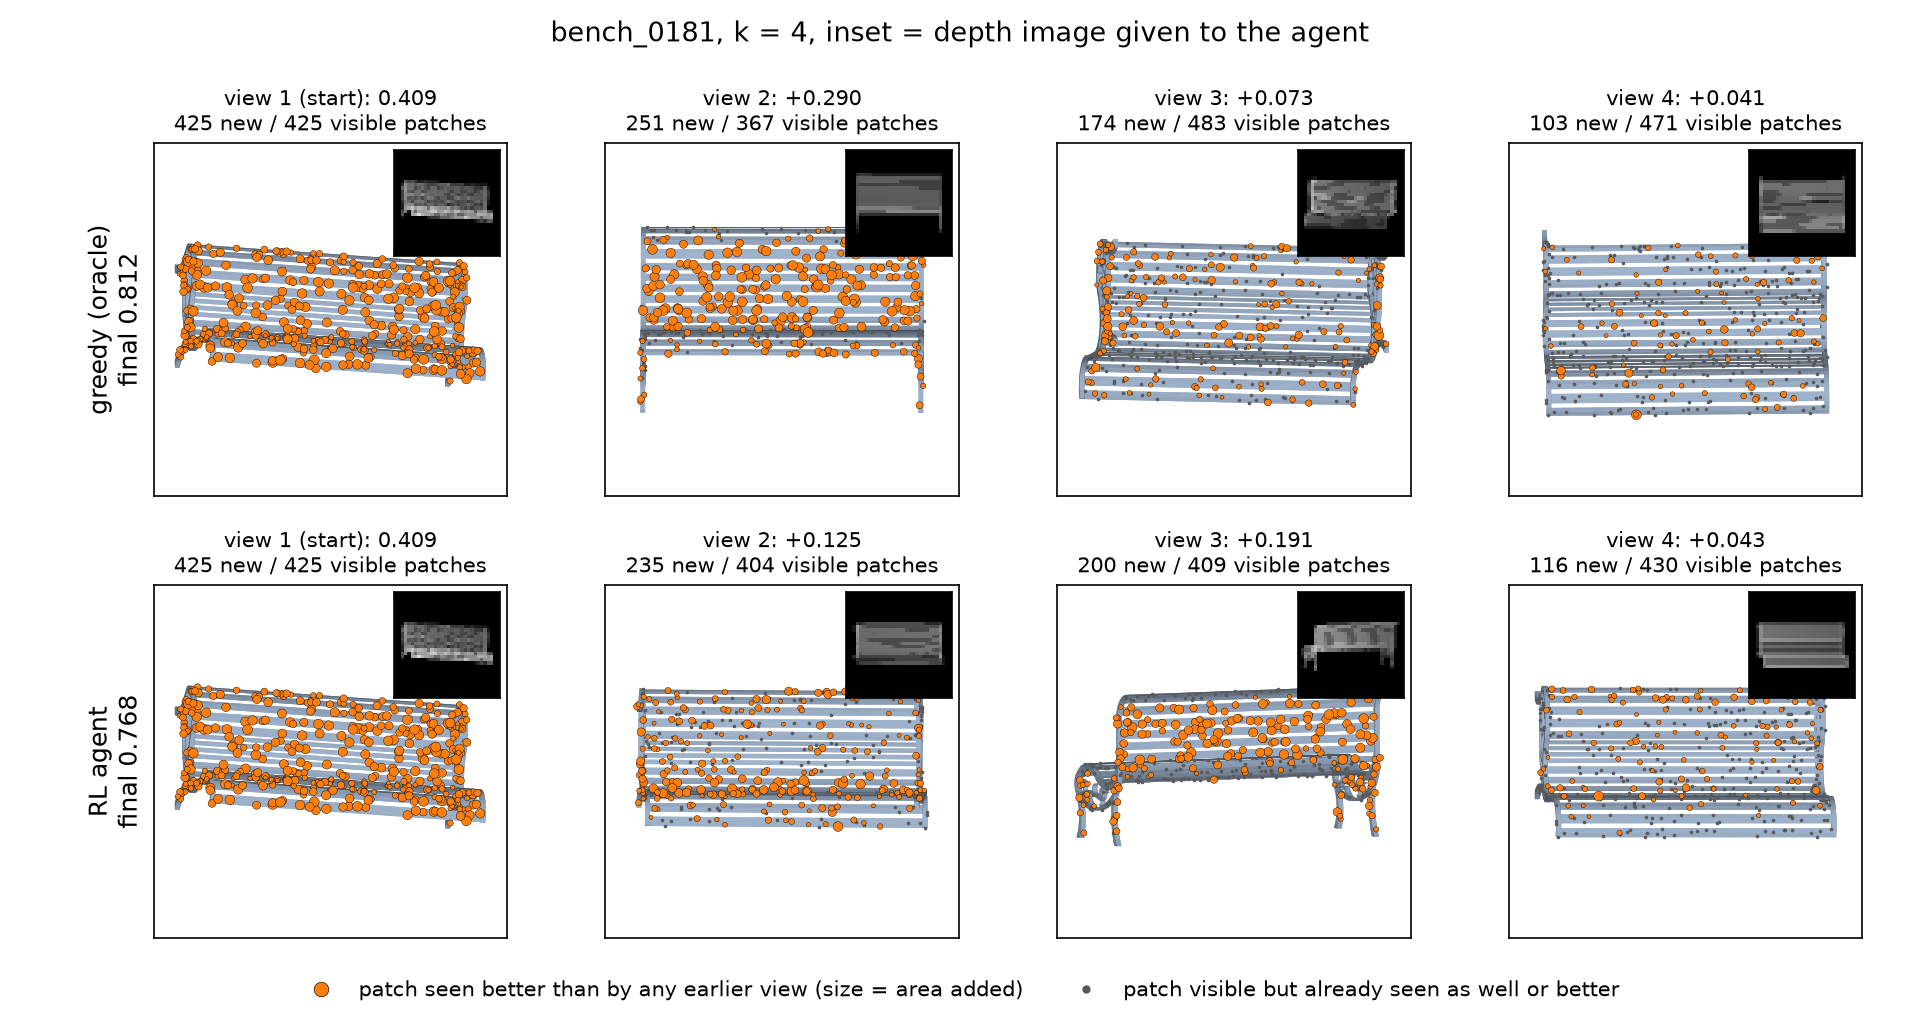 bench_0181, k = 4, inset = depth image given to the agent
view 1 (start): 0.409
425 new / 425 visible patches
view 2: +0.290
251 new / 367 visible patches
view 3: +0.073
174 new / 483 visible patches
view 4: +0.041
103 new / 471 visible patches
greedy (oracle)
final 0.812
view 1 (start): 0.409
425 new / 425 visible patches
view 2: +0.125
235 new / 404 visible patches
view 3: +0.191
200 new / 409 visible patches
view 4: +0.043
116 new / 430 visible patches
RL agent
final 0.768
patch seen better than by any earlier view (size = area added)
patch visible but already seen as well or better